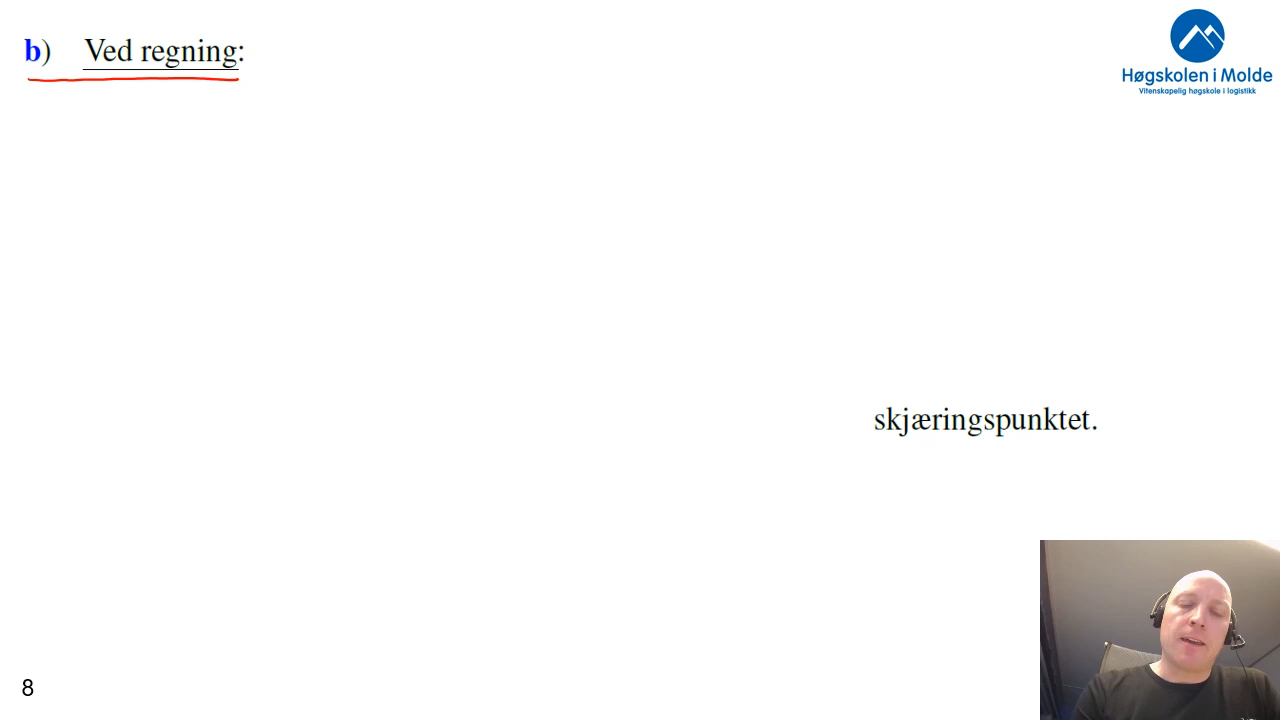 b) Ved regning:
Høgskolen i Molde
Vitenskapelig høgskole i logistikk
skjæringspunktet.
8